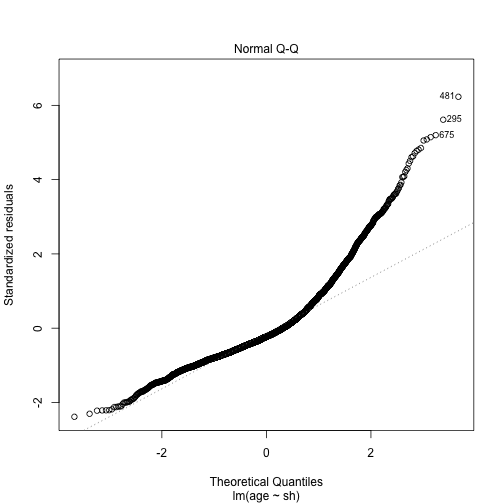 Normal Q-Q
481
295
675
6
4
2
0
-2
Standardized residuals
-2
0
2
Theoretical Quantiles
lm(age ~ sh)